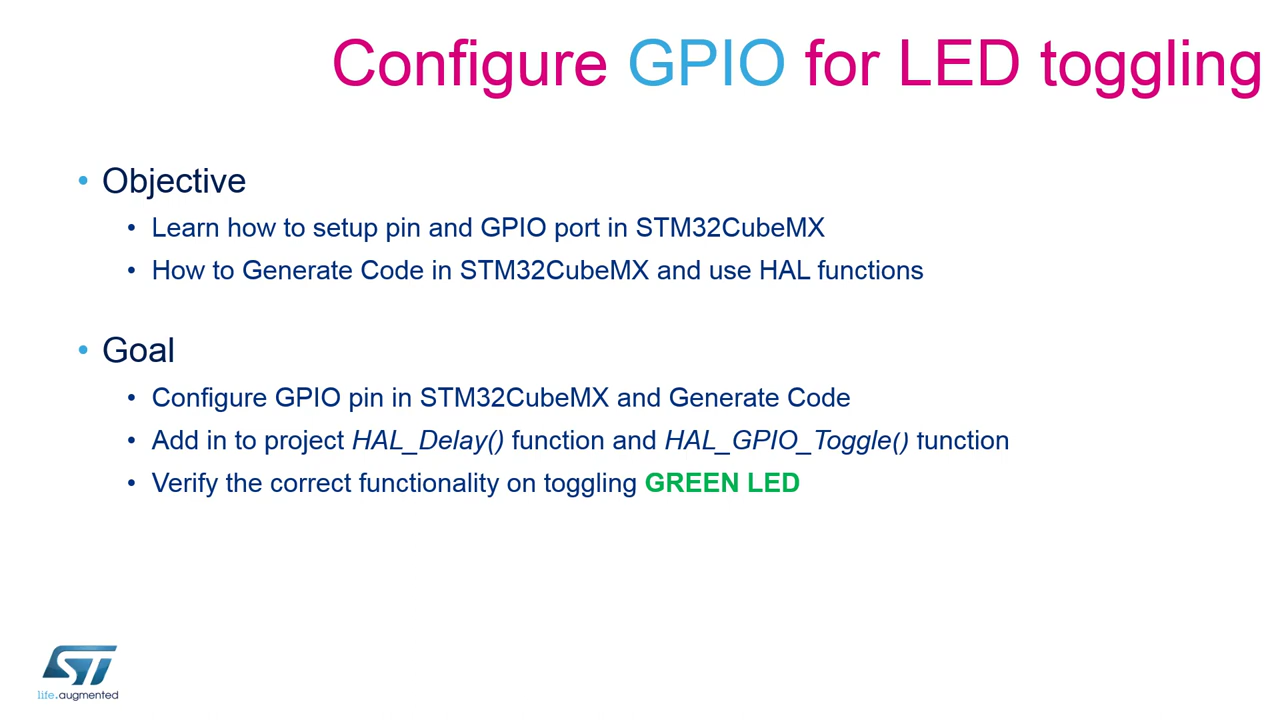 Configure GPIO for LED toggling
• Objective
• Learn how to setup pin and GPIO port in STM32CubeMX
• How to Generate Code in STM32CubeMX and use HAL functions
• Goal
• Configure GPIO pin in STM32CubeMX and Generate Code
• Add in to project HAL_Delay() function and HAL_GPIO_Toggle() function
• Verify the correct functionality on toggling GREEN LED
ST
life.augmented